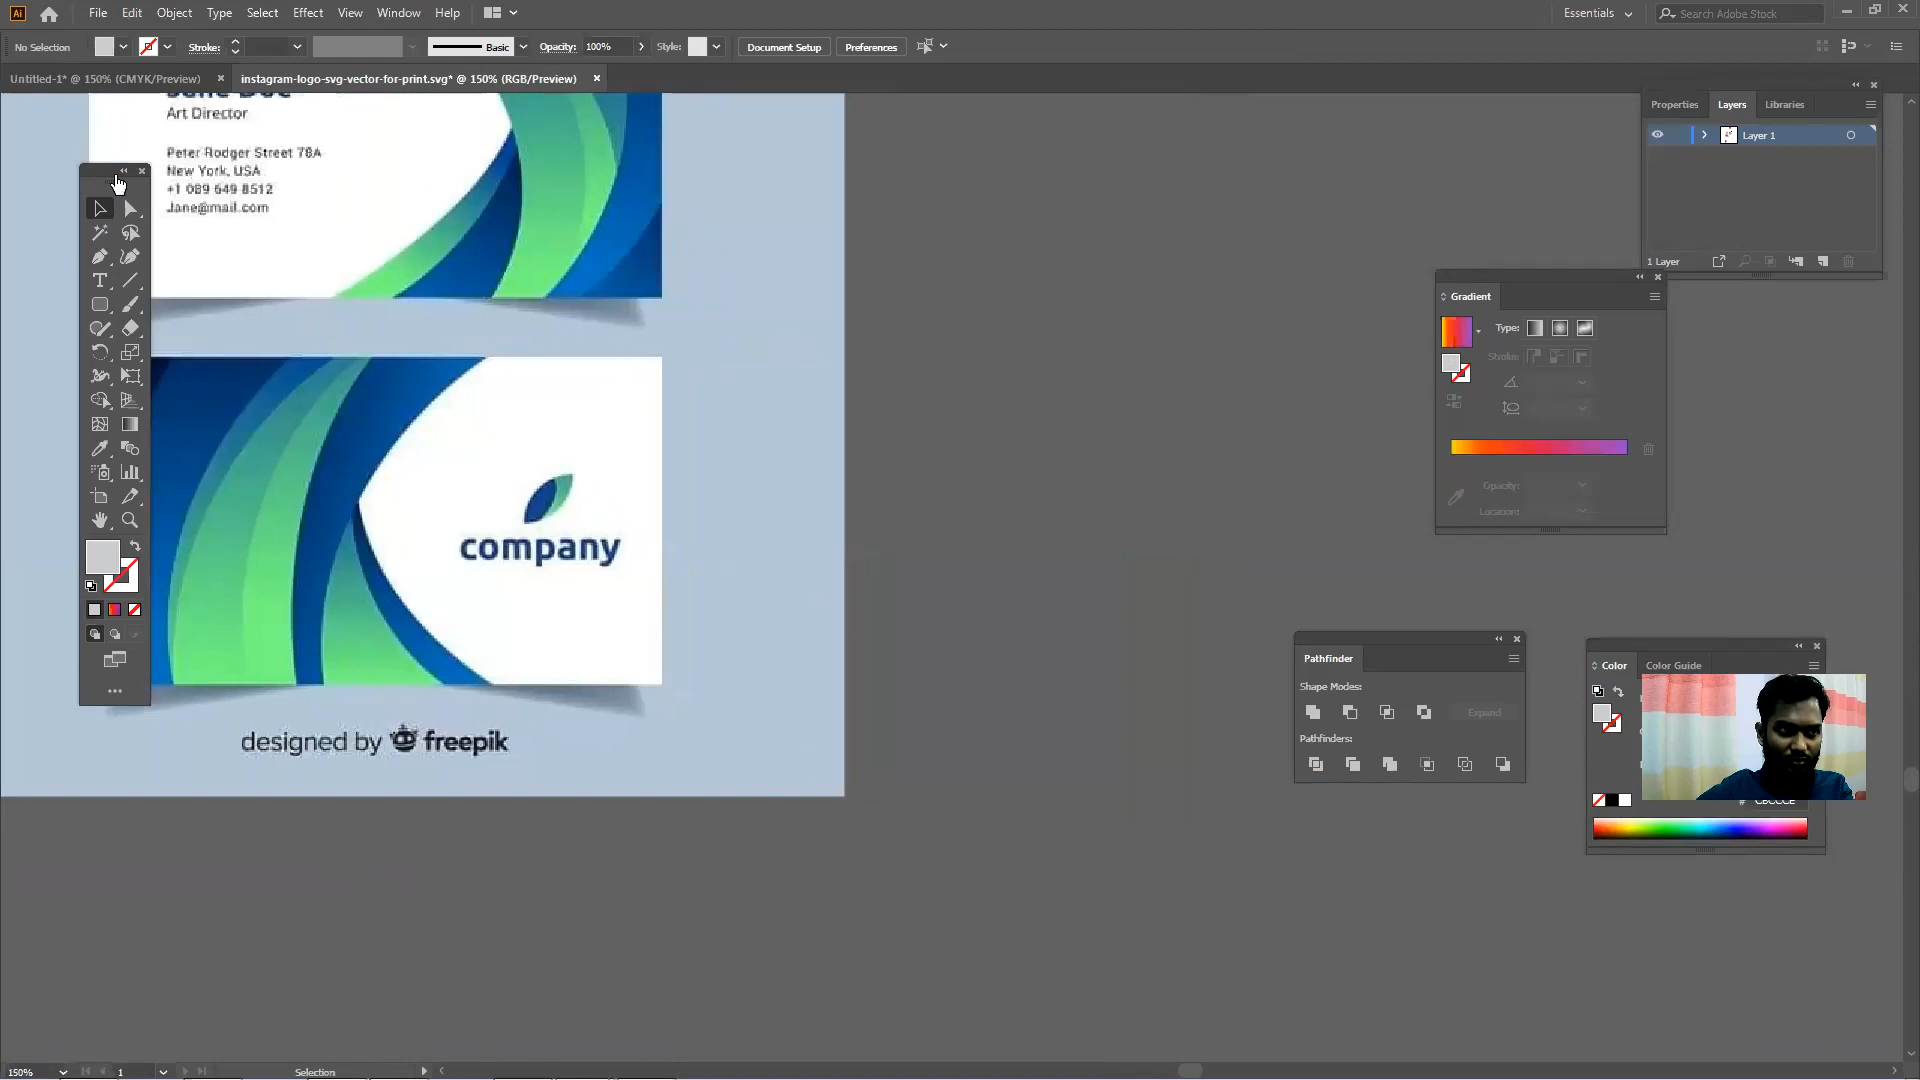 Ai File Edit Object Type Select Effect View Window Help Essentials Search Adobe Stock
No Selection Stroke: Basic Opacity: 100% Style: Document Setup Preferences
Untitled-1* @ 150% (CMYK/Preview) × instagram-logo-svg-vector-for-print.svg* @ 150% (RGB/Preview) ×
Jane Doe
Art Director
Peter Rodger Street 78A
New York, USA
+1 089 649 8512
Jane@mail.com
company
designed by freepik
Properties Layers Libraries
Layer 1
1 Layer
Gradient
Type:
Stroke:
Opacity:
Location:
Pathfinder
Shape Modes:
Expand
Pathfinders:
Color Color Guide
# CBCCCE
150% 1 Selection